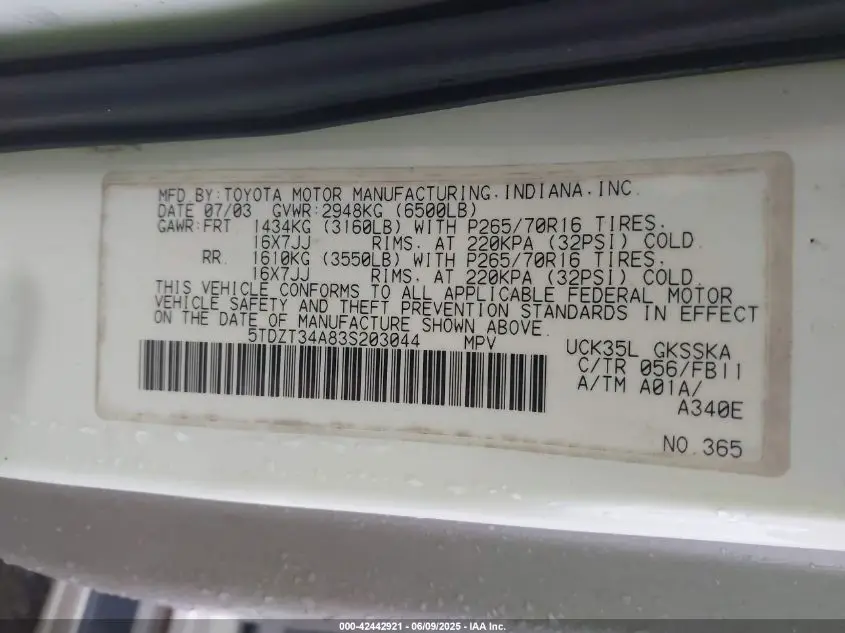 MFD.BY:TOYOTA MOTOR MANUFACTURING.INDIANA.INC.
DATE 07/03 GVWR:2948KG (6500LB)
GAWR:FRT 1434KG (3160LB) WITH P265/70R16 TIRES.
16X7JJ RIMS. AT 220KPA (32PSI) COLD.
RR. 1610KG (3550LB) WITH P265/70R16 TIRES.
16X7JJ RIMS. AT 220KPA (32PSI) COLD.
THIS VEHICLE CONFORMS TO ALL APPLICABLE FEDERAL MOTOR
VEHICLE SAFETY AND THEFT PREVENTION STANDARDS IN EFFECT
ON THE DATE OF MANUFACTURE SHOWN ABOVE.
5TDZT34A83S203044 MPV
UCK35L GKSSKA
C/TR 056/FB11
A/TM A01A/
A340E
NO.365
000-42442921 - 06/09/2025 - IAA Inc.